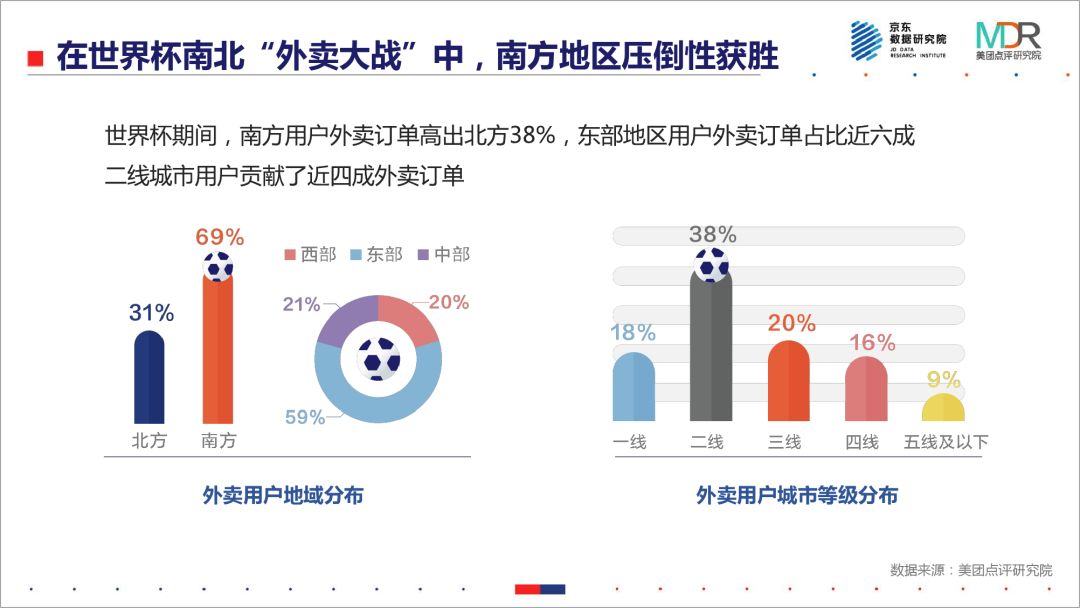 在世界杯南北“外卖大战”中，南方地区压倒性获胜
京东
数据研究院
JD DATA
RESEARCH INSTITUTE
MDR
美团点评研究院
世界杯期间，南方用户外卖订单高出北方38%，东部地区用户外卖订单占比近六成
二线城市用户贡献了近四成外卖订单
31%
69%
北方
南方
西部 东部 中部
21%
20%
59%
外卖用户地域分布
18%
38%
20%
16%
9%
一线 二线 三线 四线 五线及以下
外卖用户城市等级分布
数据来源：美团点评研究院